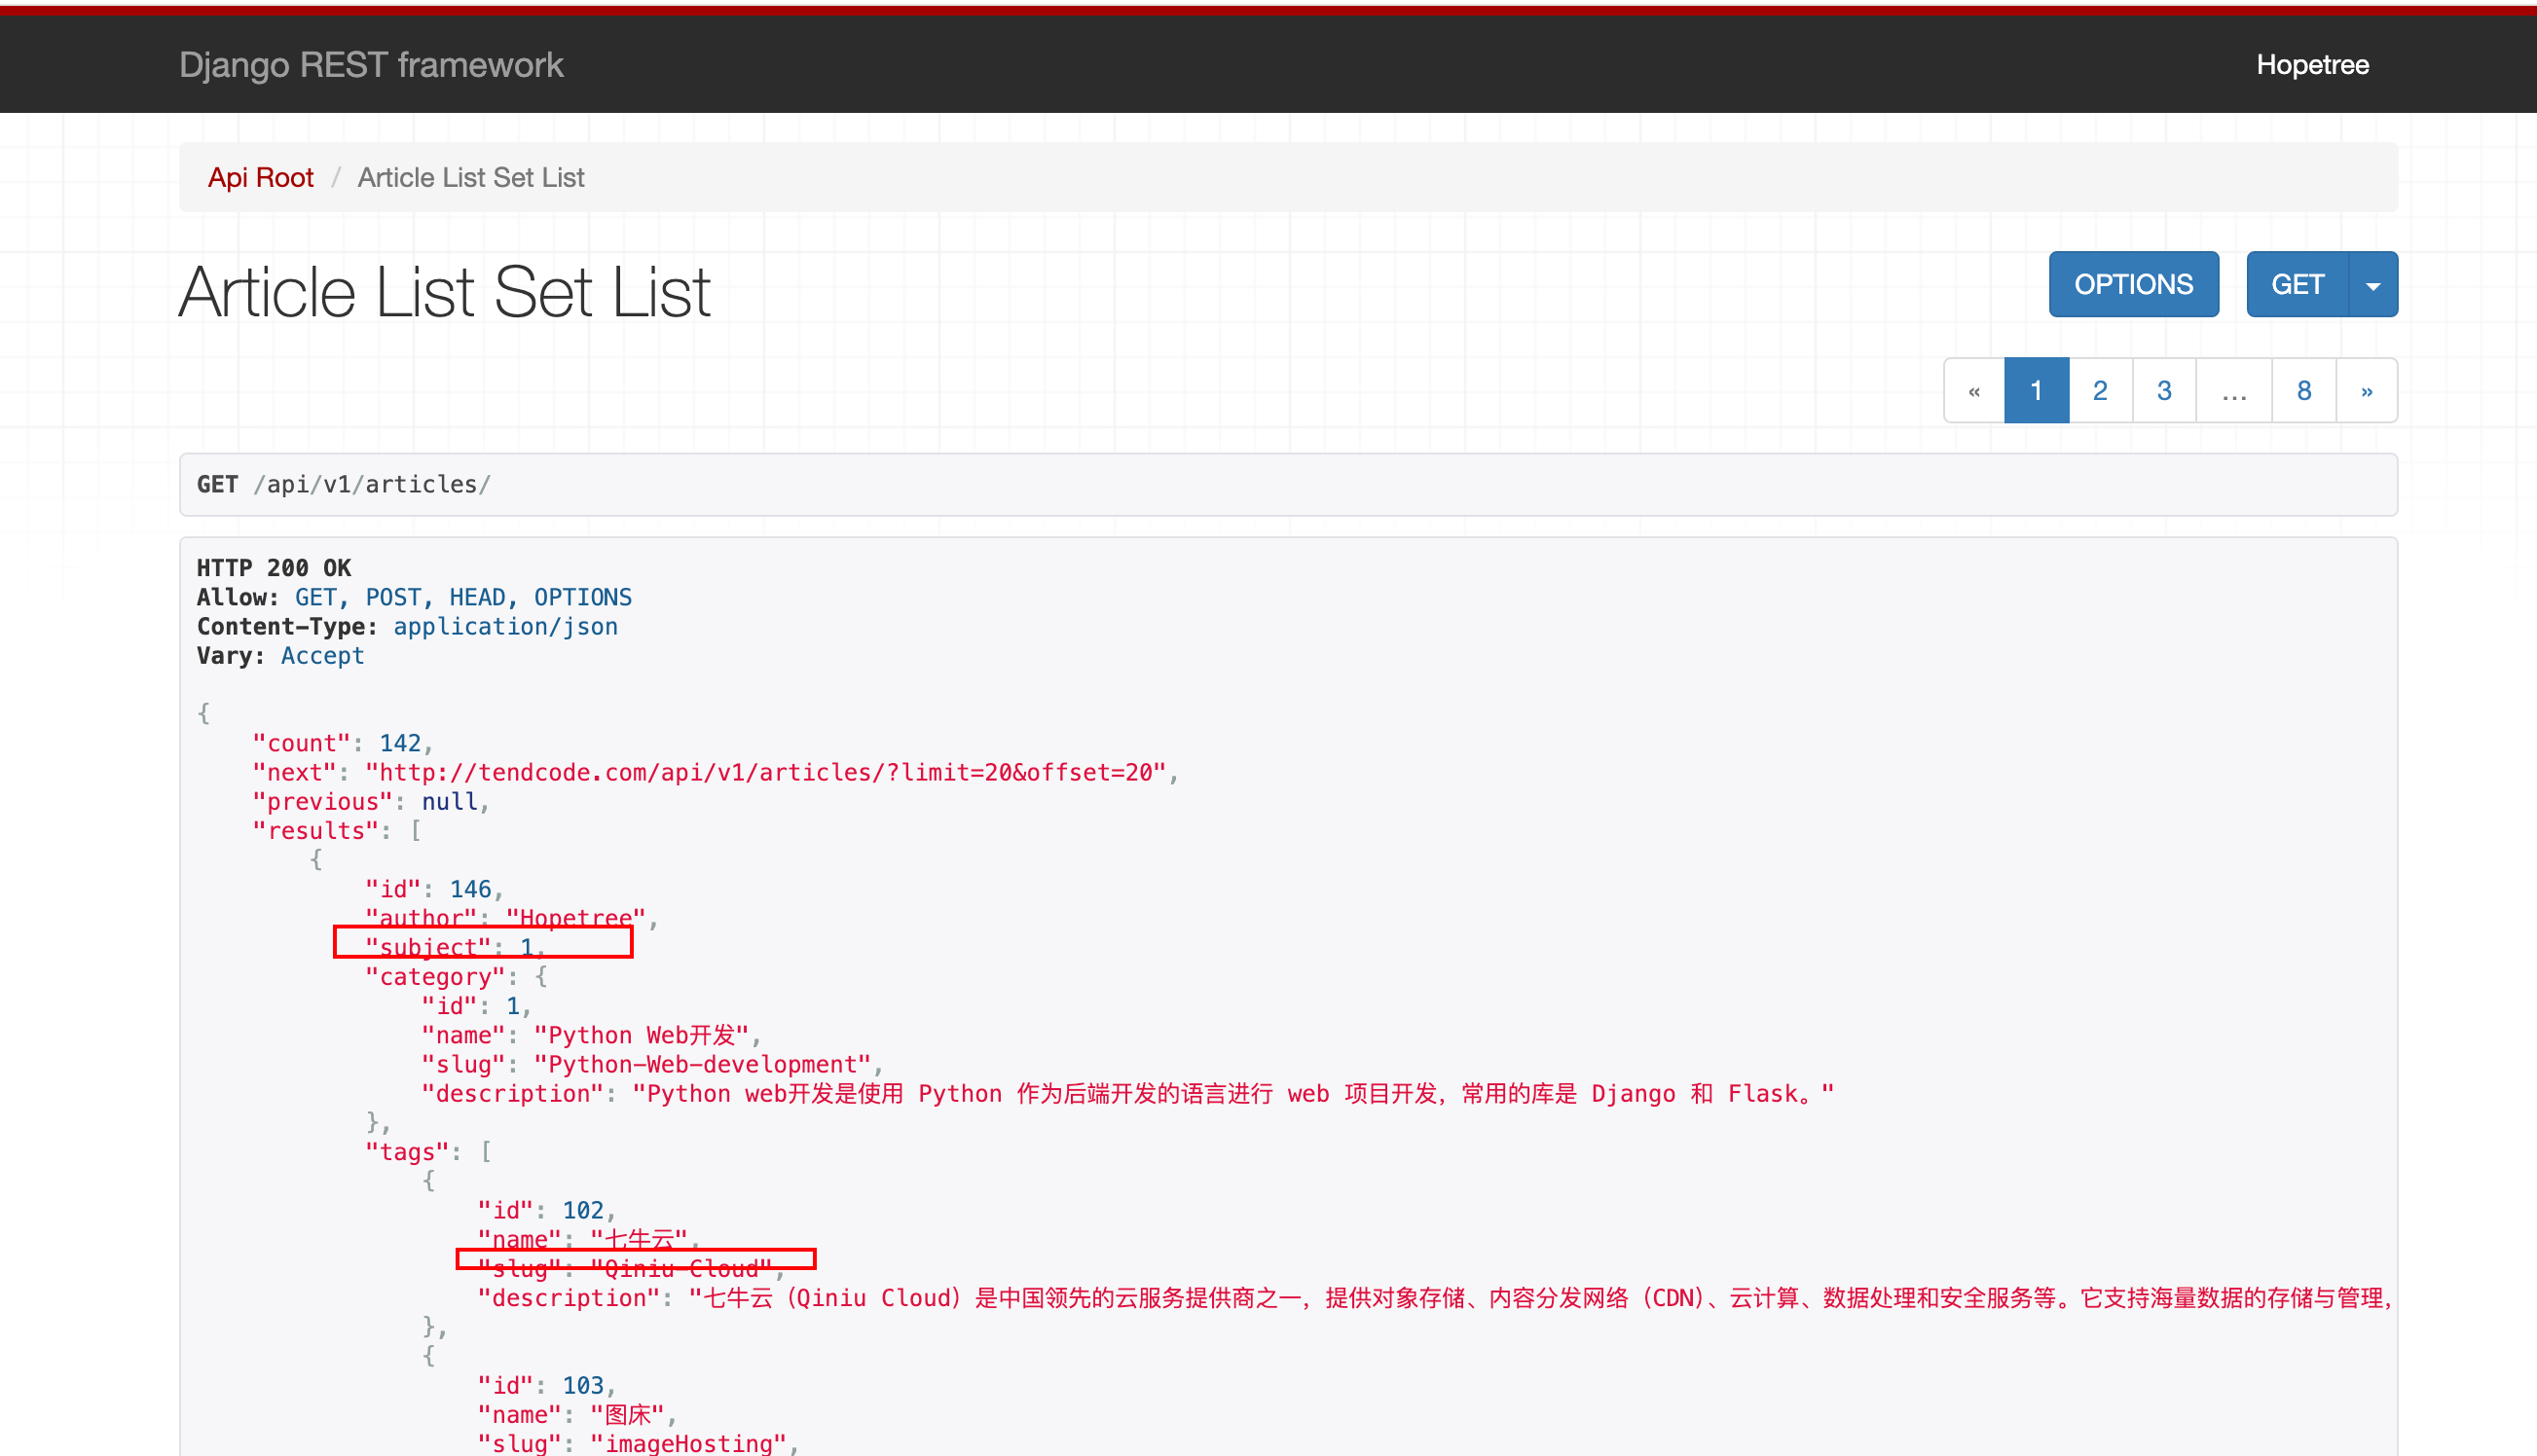 Django REST framework
Hopetree
Api Root / Article List Set List
Article List Set List
OPTIONS
GET
« 1 2 3 … 8 »
GET /api/v1/articles/
HTTP 200 OK
Allow: GET, POST, HEAD, OPTIONS
Content-Type: application/json
Vary: Accept
{
"count": 142,
"next": "http://tendcode.com/api/v1/articles/?limit=20&offset=20",
"previous": null,
"results": [
{
"id": 146,
"author": "Hopetree",
"subject": 1,
"category": {
"id": 1,
"name": "Python Web开发",
"slug": "Python-Web-development",
"description": "Python web开发是使用 Python 作为后端开发的语言进行 web 项目开发，常用的库是 Django 和 Flask。"
},
"tags": [
{
"id": 102,
"name": "七牛云",
"slug": "Qiniu-Cloud",
"description": "七牛云（Qiniu Cloud）是中国领先的云服务提供商之一，提供对象存储、内容分发网络（CDN）、云计算、数据处理和安全服务等。它支持海量数据的存储与管理，
},
{
"id": 103,
"name": "图床",
"slug": "imageHosting",